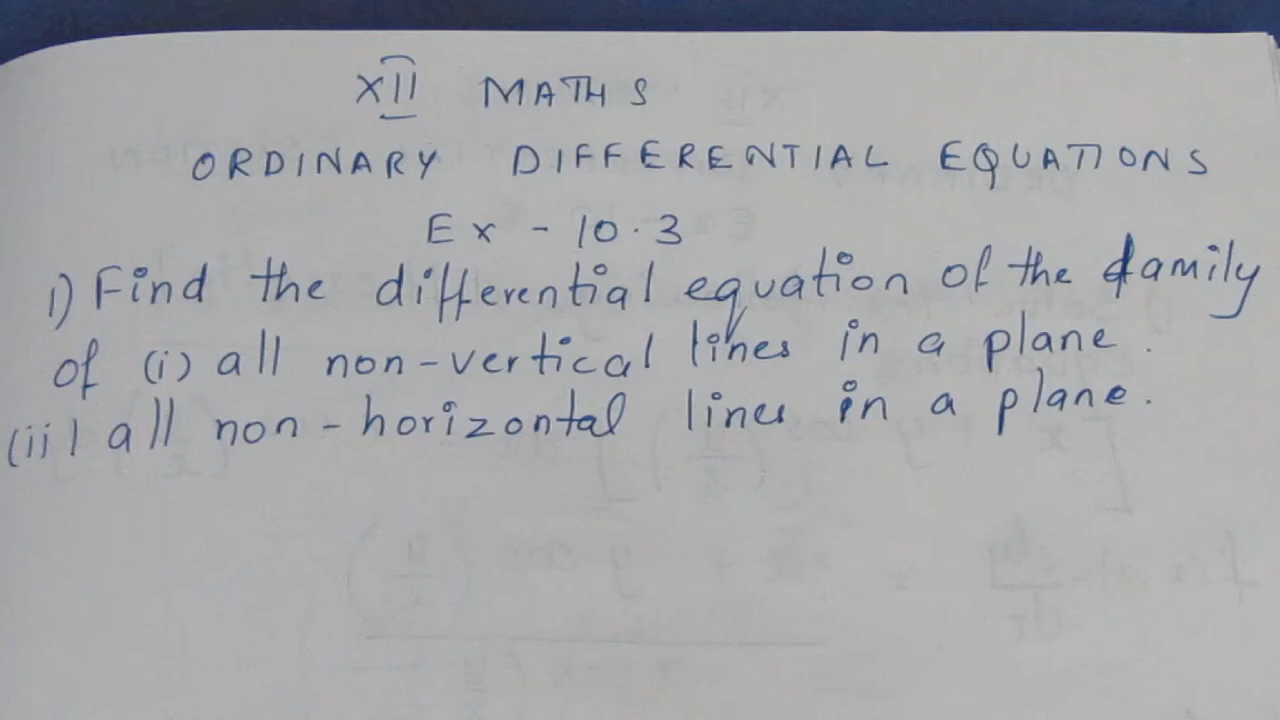 XII MATHS
ORDINARY DIFFERENTIAL EQUATIONS
Ex - 10.3
1) Find the differential equation of the family
of (i) all non-vertical lines in a plane.
(ii) all non-horizontal lines in a plane.